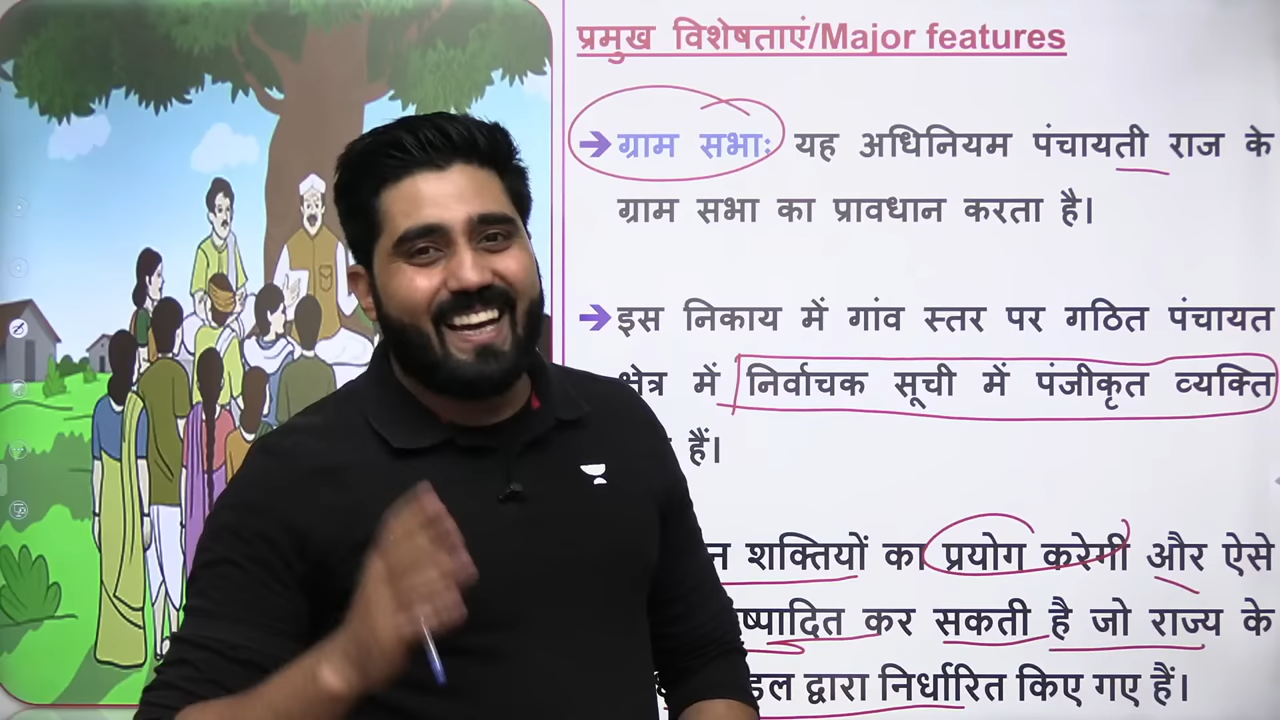 प्रमुख विशेषताएं/Major features
ग्राम सभाः यह अधिनियम पंचायती राज के
ग्राम सभा का प्रावधान करता है।
इस निकाय में गांव स्तर पर गठित पंचायत
क्षेत्र में निर्वाचक सूची में पंजीकृत व्यक्ति
हैं।
शक्तियों का प्रयोग करेगी और ऐसे
कर सकती है जो राज्य के
द्वारा निर्धारित किए गए हैं।